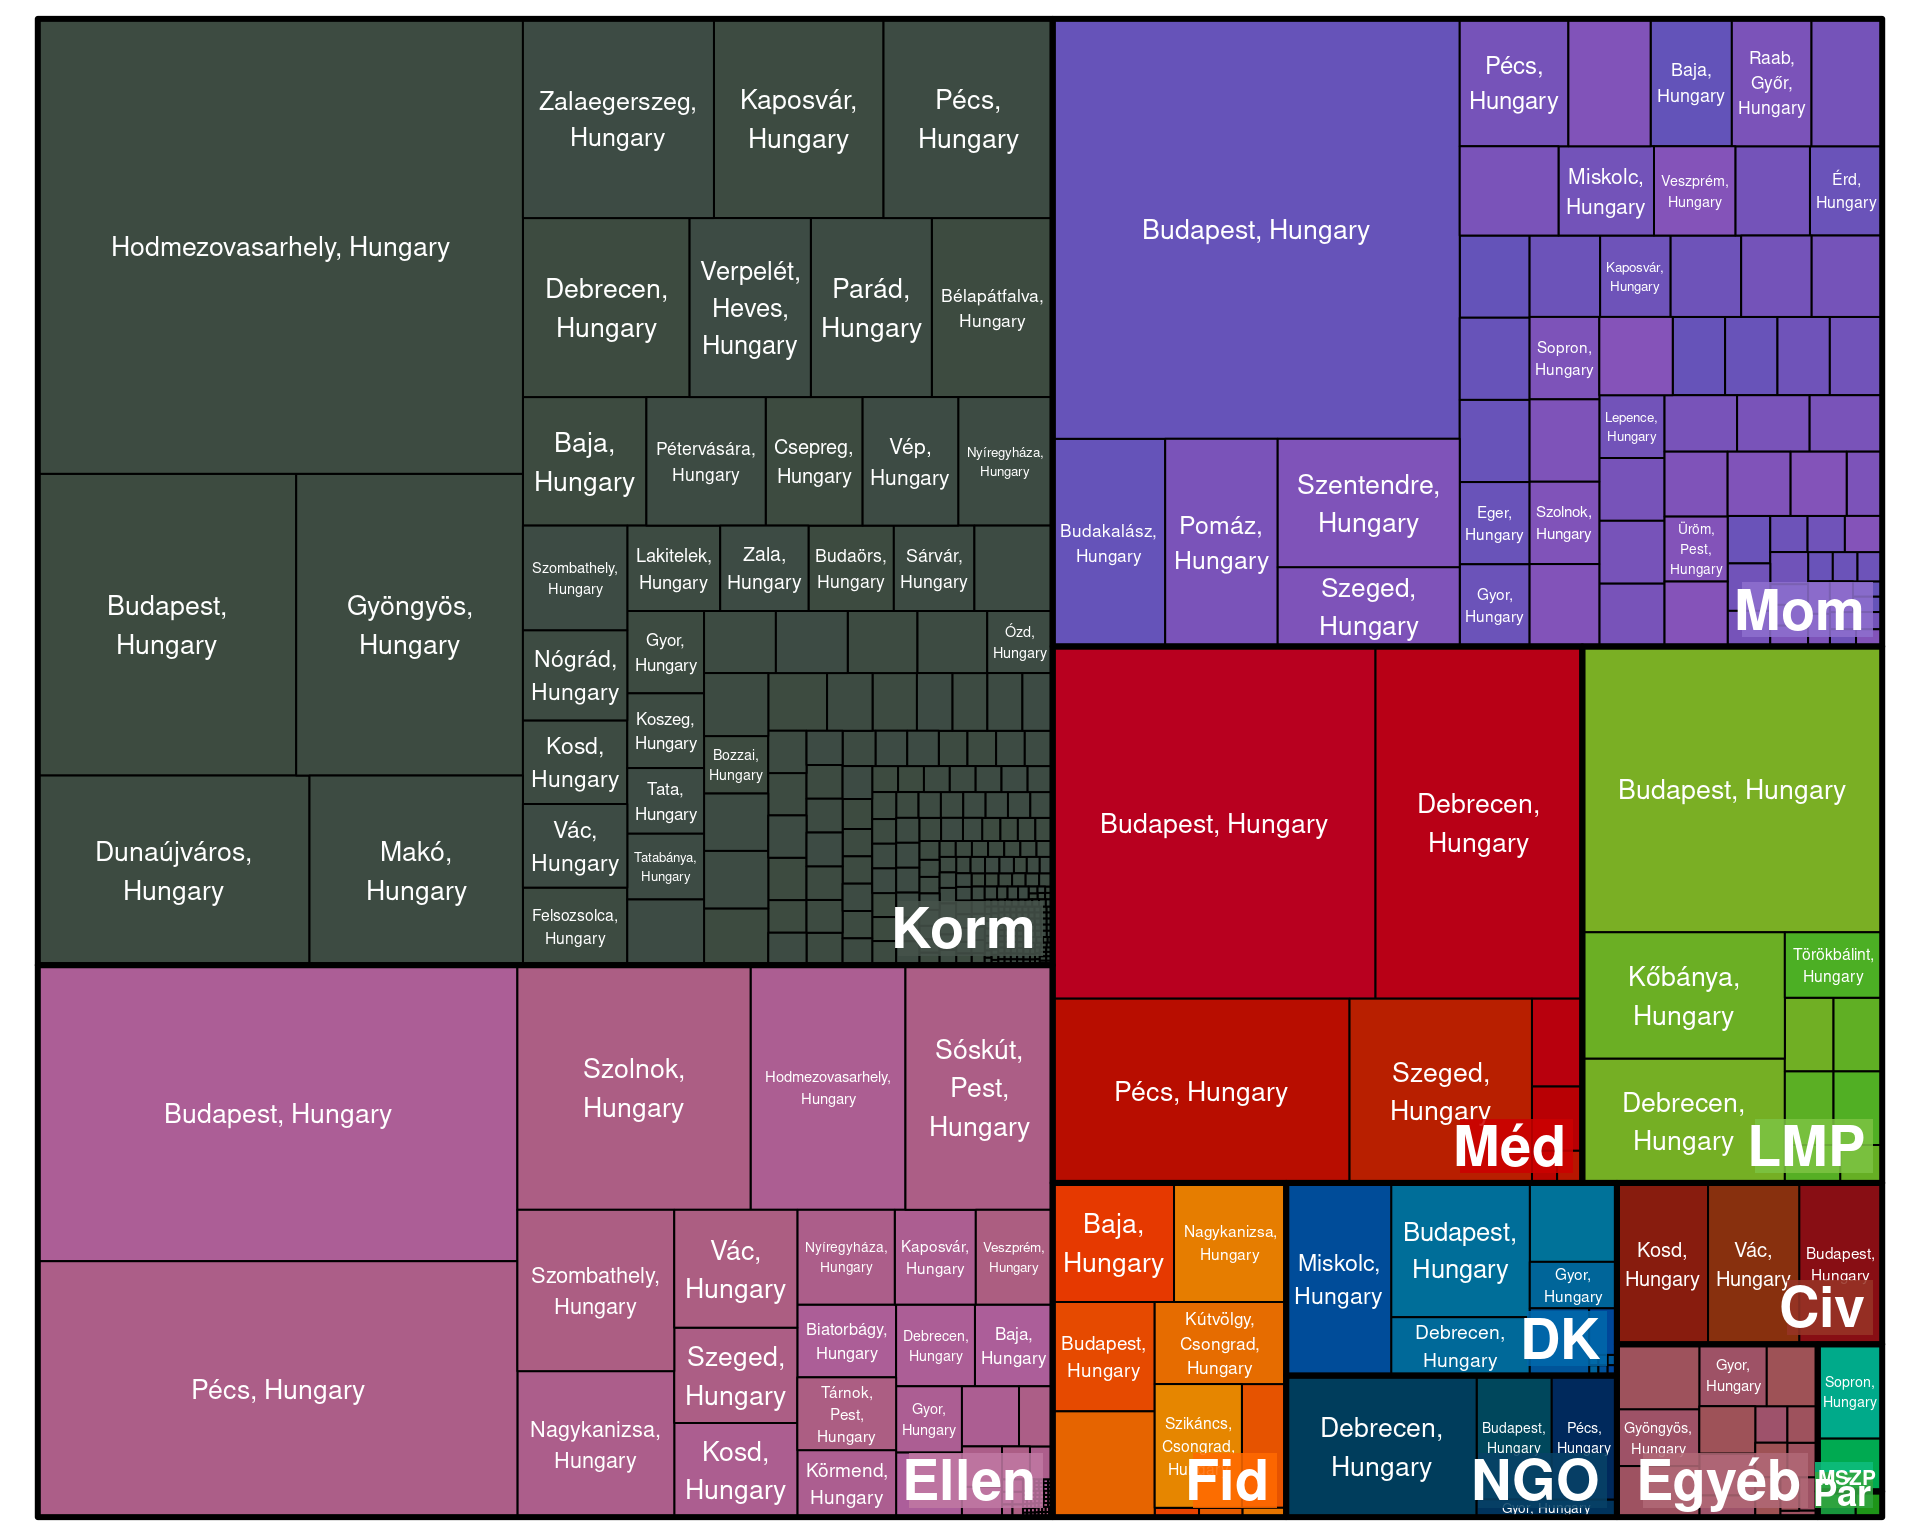 Hodmezovasarhely, Hungary
Zalaegerszeg,
Hungary
Kaposvár,
Hungary
Pécs,
Hungary
Debrecen,
Hungary
Verpelét,
Heves,
Hungary
Parád,
Hungary
Bélapátfalva,
Hungary
Baja,
Hungary
Pétervására,
Hungary
Csepreg,
Hungary
Vép,
Hungary
Nyíregyháza,
Hungary
Budapest,
Hungary
Gyöngyös,
Hungary
Dunaújváros,
Hungary
Makó,
Hungary
Szombathely,
Hungary
Lakitelek,
Hungary
Zala,
Hungary
Budaörs,
Hungary
Sárvár,
Hungary
Nógrád,
Hungary
Gyor,
Hungary
Ózd,
Hungary
Kosd,
Hungary
Koszeg,
Hungary
Bozzai,
Hungary
Vác,
Hungary
Tata,
Hungary
Tatabánya,
Hungary
Felsozsolca,
Hungary
Korm
Budapest, Hungary
Pécs,
Hungary
Baja,
Hungary
Raab,
Győr,
Hungary
Miskolc,
Hungary
Veszprém,
Hungary
Érd,
Hungary
Kaposvár,
Hungary
Sopron,
Hungary
Lepence,
Hungary
Budakalász,
Hungary
Pomáz,
Hungary
Szentendre,
Hungary
Szeged,
Hungary
Eger,
Hungary
Szolnok,
Hungary
Üröm,
Pest,
Hungary
Gyor,
Hungary
Mom
Budapest, Hungary
Debrecen,
Hungary
Pécs, Hungary
Szeged,
Hungary
Méd
Budapest, Hungary
Kőbánya,
Hungary
Törökbálint,
Hungary
Debrecen,
Hungary
LMP
Budapest, Hungary
Pécs, Hungary
Szolnok,
Hungary
Hodmezovasarhely,
Hungary
Sóskút,
Pest,
Hungary
Szombathely,
Hungary
Vác,
Hungary
Nyíregyháza,
Hungary
Kaposvár,
Hungary
Veszprém,
Hungary
Biatorbágy,
Hungary
Debrecen,
Hungary
Baja,
Hungary
Szeged,
Hungary
Nagykanizsa,
Hungary
Tárnok,
Pest,
Hungary
Gyor,
Hungary
Kosd,
Hungary
Körmend,
Hungary
Ellen
Baja,
Hungary
Nagykanizsa,
Hungary
Budapest,
Hungary
Kútvölgy,
Csongrad,
Hungary
Szikáncs,
Csongrad,
Fid
Miskolc,
Hungary
Budapest,
Hungary
Gyor,
Hungary
Debrecen,
Hungary
DK
Debrecen,
Hungary
Budapest,
Hungary
Pécs,
Hungary
Gyor, Hungary
NGO
Kosd,
Hungary
Vác,
Hungary
Budapest,
Hungary
Civ
Gyor,
Hungary
Gyöngyös,
Hungary
Egyéb
Sopron,
Hungary
MSZP
Par